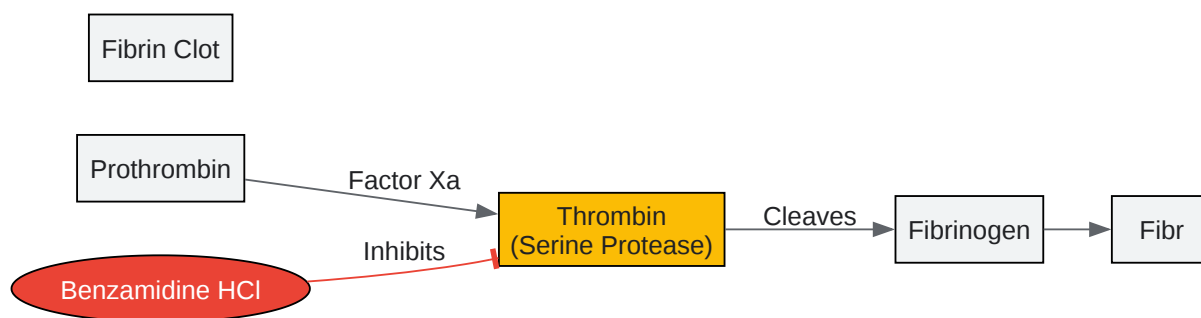 Fibrin Clot
Prothrombin
Factor Xa
Thrombin
(Serine Protease)
Cleaves
Fibrinogen
Fibr
Inhibits
Benzamidine HCl